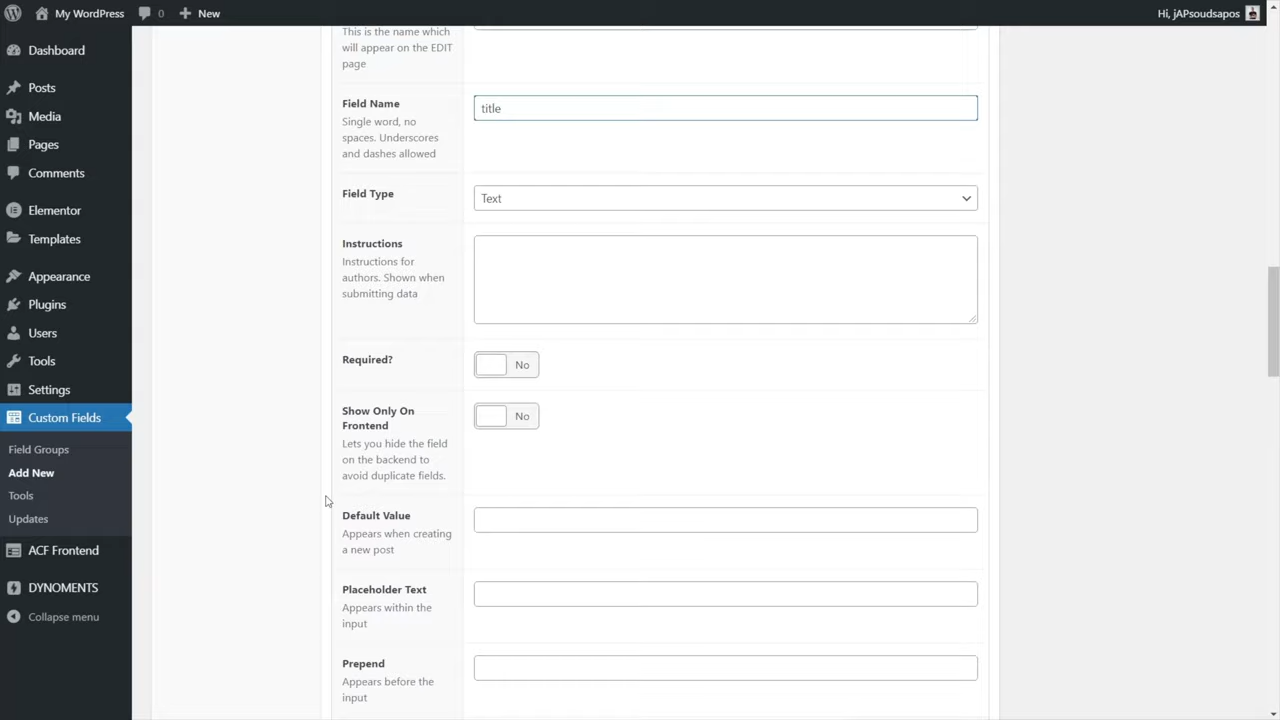 My WordPress
0
New
Hi, jAPsoudsapos
Dashboard
Posts
Media
Pages
Comments
Elementor
Templates
Appearance
Plugins
Users
Tools
Settings
Custom Fields
Field Groups
Add New
Tools
Updates
ACF Frontend
DYNOMENTS
Collapse menu
This is the name which
will appear on the EDIT
page
Field Name
Single word, no
spaces. Underscores
and dashes allowed
title
Field Type
Text
Instructions
Instructions for
authors. Shown when
submitting data
Required?
No
Show Only On
Frontend
Lets you hide the field
on the backend to
avoid duplicate fields.
No
Default Value
Appears when creating
a new post
Placeholder Text
Appears within the
input
Prepend
Appears before the
input